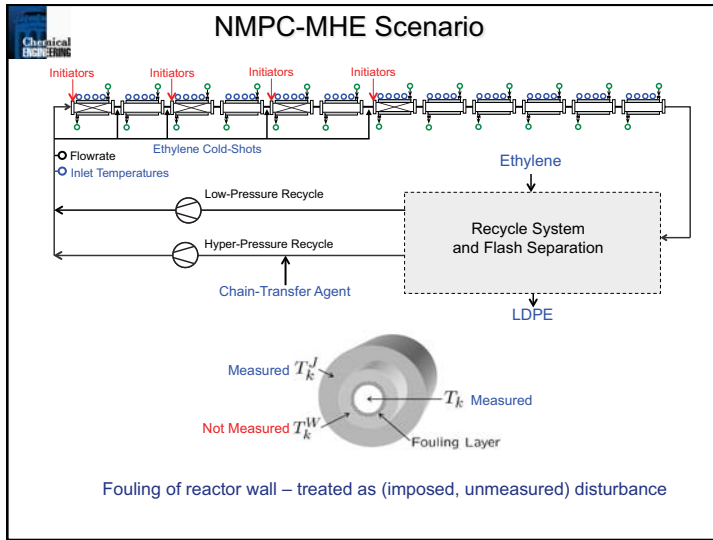 Chemical
ENGINEERING
NMPC-MHE Scenario
Initiators
Initiators
Initiators
Initiators
Ethylene Cold-Shots
Flowrate
Inlet Temperatures
Ethylene
Low-Pressure Recycle
Recycle System
and Flash Separation
Hyper-Pressure Recycle
Chain-Transfer Agent
LDPE
Measured T_k^J
T_k Measured
Not Measured T_k^W
Fouling Layer
Fouling of reactor wall – treated as (imposed, unmeasured) disturbance